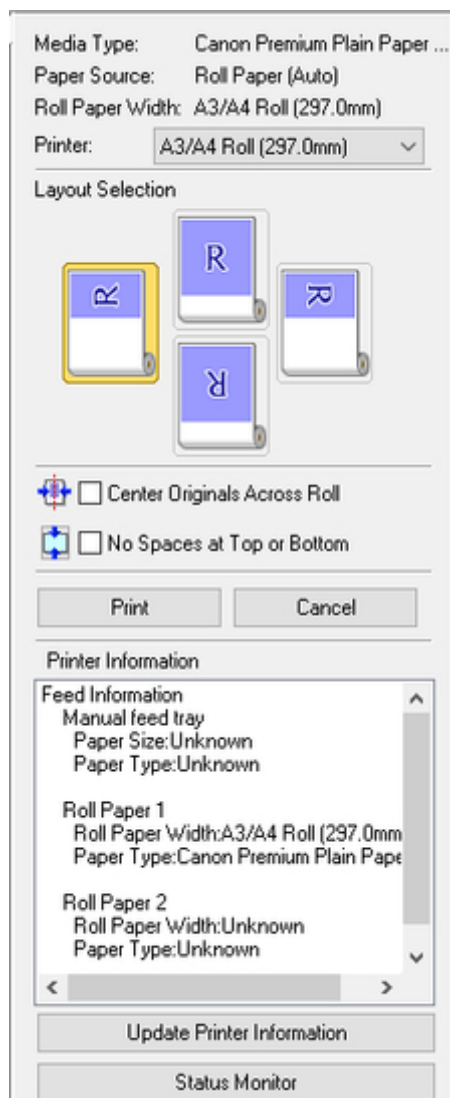 Media Type: Canon Premium Plain Paper ...
Paper Source: Roll Paper (Auto)
Roll Paper Width: A3/A4 Roll (297.0mm)
Printer: A3/A4 Roll (297.0mm)
Layout Selection
R
R
R
R
Center Originals Across Roll
No Spaces at Top or Bottom
Print Cancel
Printer Information
Feed Information
Manual feed tray
Paper Size:Unknown
Paper Type:Unknown
Roll Paper 1
Roll Paper Width:A3/A4 Roll (297.0mm
Paper Type:Canon Premium Plain Pape
Roll Paper 2
Roll Paper Width:Unknown
Paper Type:Unknown
Update Printer Information
Status Monitor